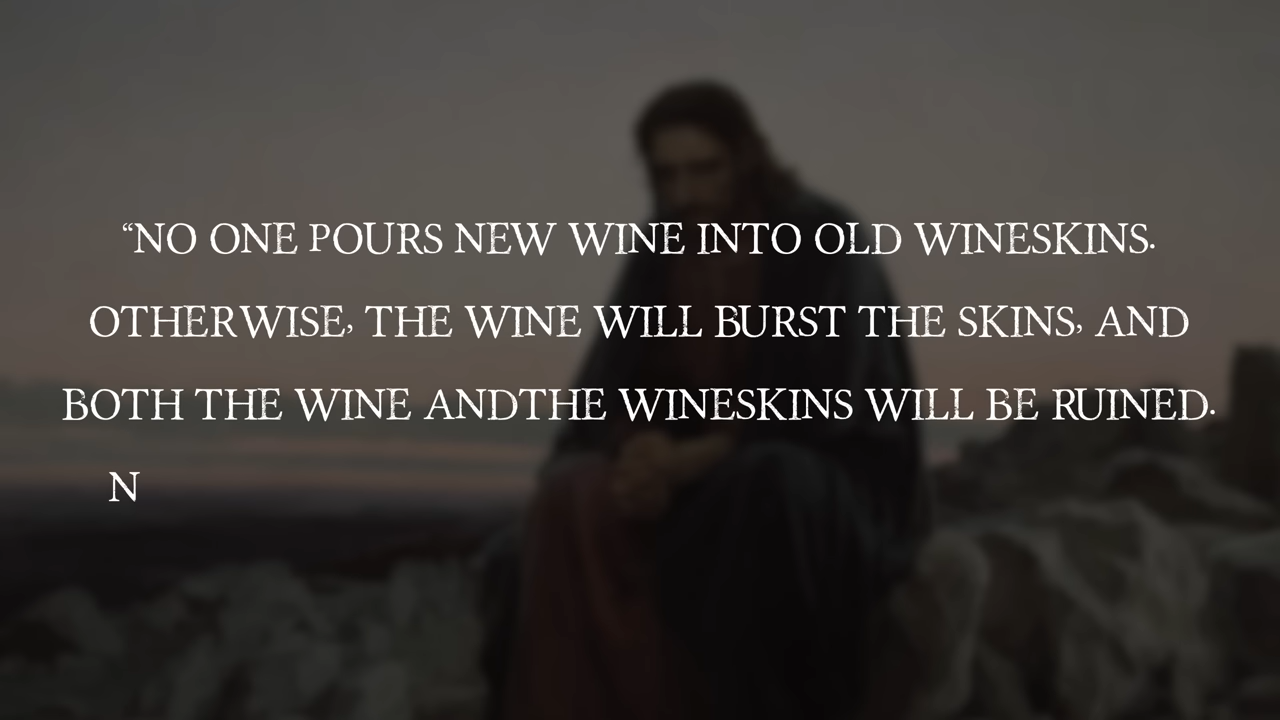 “NO ONE POURS NEW WINE INTO OLD WINESKINS.
OTHERWISE, THE WINE WILL BURST THE SKINS, AND
BOTH THE WINE ANDTHE WINESKINS WILL BE RUINED.
N